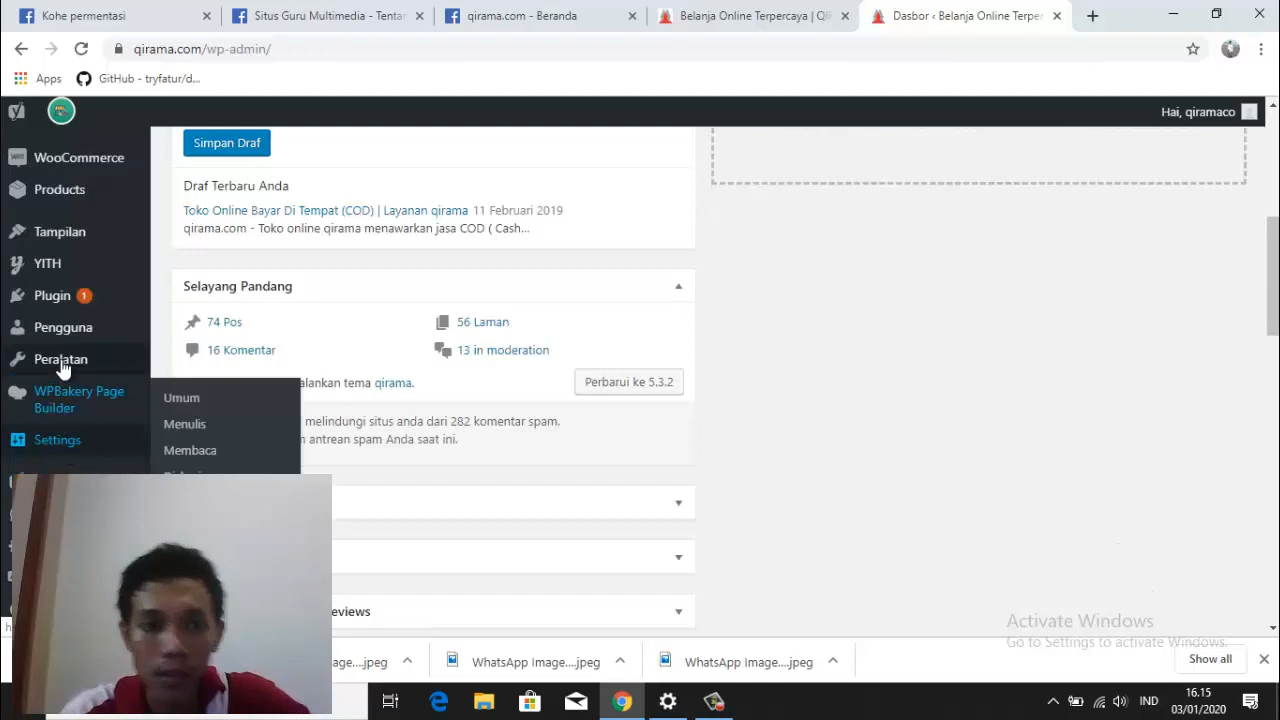 Kohe permentasi
Situs Guru Multimedia - Tentan
qirama.com - Beranda
Belanja Online Terpercaya | QIR
Dasbor ‹ Belanja Online Terper
qirama.com/wp-admin/
Apps
GitHub - tryfatur/d...
Hai, qiramaco
WooCommerce
Products
Tampilan
YITH
Plugin 1
Pengguna
Peralatan
WPBakery Page
Builder
Settings
Umum
Menulis
Membaca
Simpan Draf
Draf Terbaru Anda
Toko Online Bayar Di Tempat (COD) | Layanan qirama 11 Februari 2019
qirama.com - Toko online qirama menawarkan jasa COD ( Cash...
Selayang Pandang
74 Pos
56 Laman
16 Komentar
13 in moderation
alankan tema qirama.
Perbarui ke 5.3.2
melindungi situs anda dari 282 komentar spam.
antrean spam Anda saat ini.
eviews
Activate Windows
Go to Settings to activate Windows.
age....jpeg
WhatsApp Image....jpeg
WhatsApp Image....jpeg
Show all
IND
16.15
03/01/2020